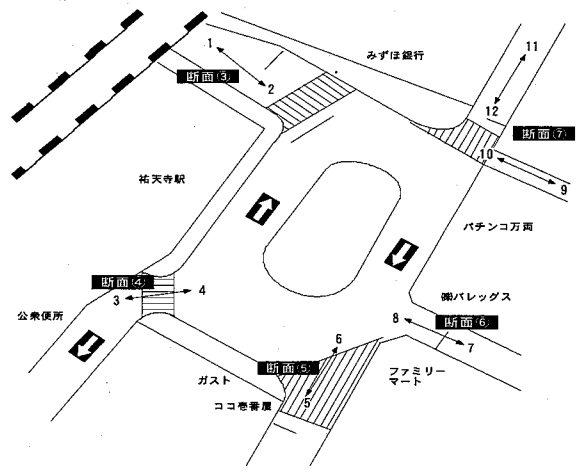 1
2
断面(3)
みずほ銀行
11
12
断面(7)
10
9
祐天寺駅
パチンコ万両
断面(4)
3
4
公衆便所
㈱バレッグス
断面(6)
8
7
6
断面(5)
5
ガスト
ココ壱番屋
ファミリー
マート